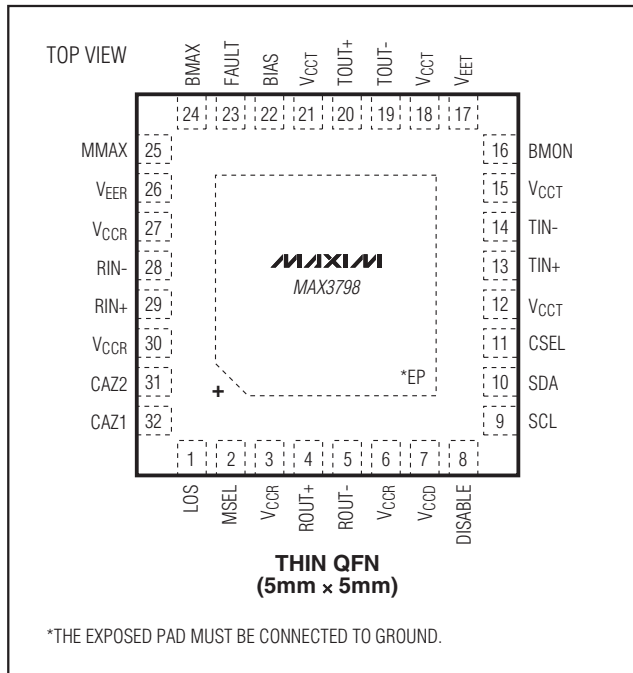 TOP VIEW
BMAX
FAULT
BIAS
VCCT
TOUT+
TOUT-
VCCT
VEET
24 23 22 21 20 19 18 17
MMAX 25
VEER 26
VCCR 27
RIN- 28
RIN+ 29
VCCR 30
CAZ2 31
CAZ1 32
16 BMON
15 VCCT
14 TIN-
13 TIN+
12 VCCT
11 CSEL
10 SDA
9 SCL
MAXIM
MAX3798
*EP
+
1 2 3 4 5 6 7 8
LOS
MSEL
VCCR
ROUT+
ROUT-
VCCR
VCCD
DISABLE
THIN QFN
(5mm × 5mm)
*THE EXPOSED PAD MUST BE CONNECTED TO GROUND.